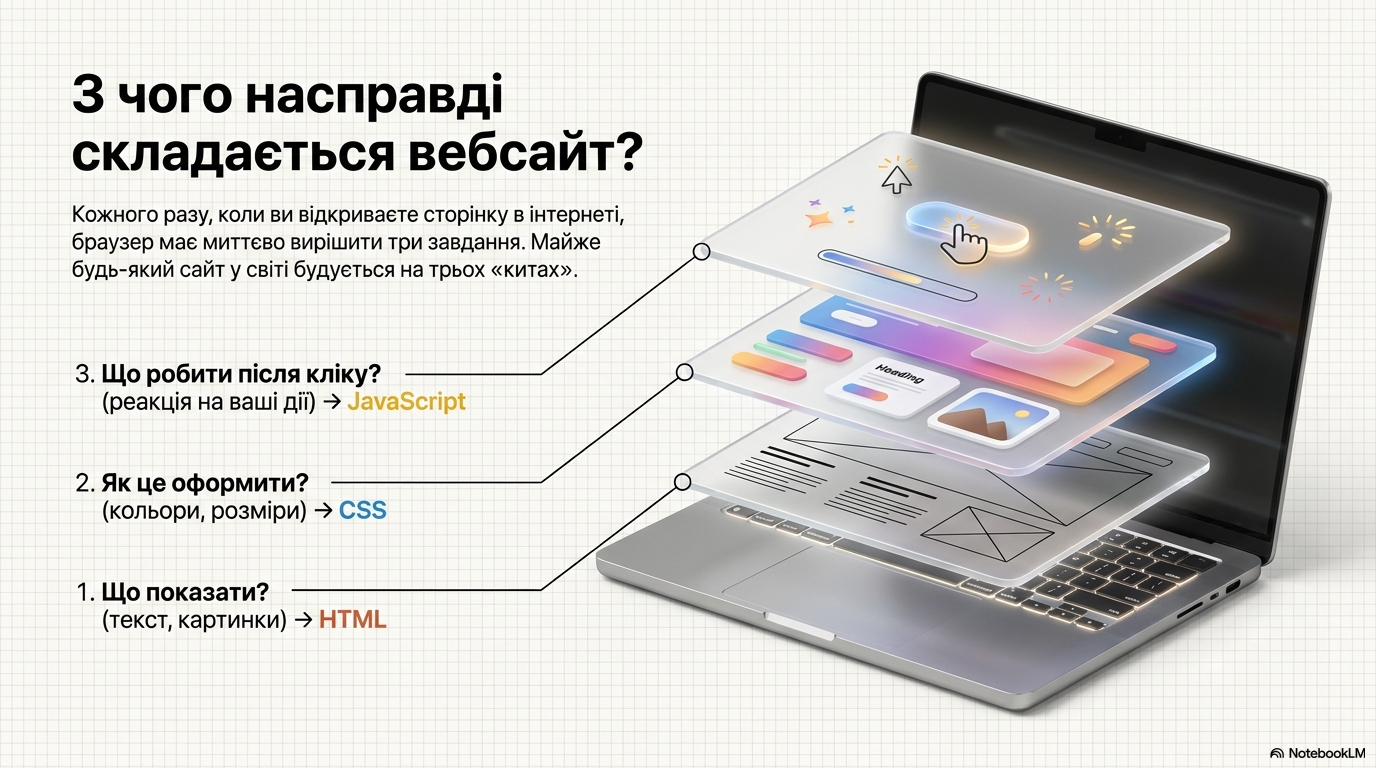 З чого насправді
складається вебсайт?
Кожного разу, коли ви відкриваєте сторінку в інтернеті,
браузер має миттєво вирішити три завдання. Майже
будь-який сайт у світі будується на трьох «китах».
3. Що робити після кліку?
(реакція на ваші дії) → JavaScript
2. Як це оформити?
(кольори, розміри) → CSS
1. Що показати?
(текст, картинки) → HTML
Heading
NotebookLM